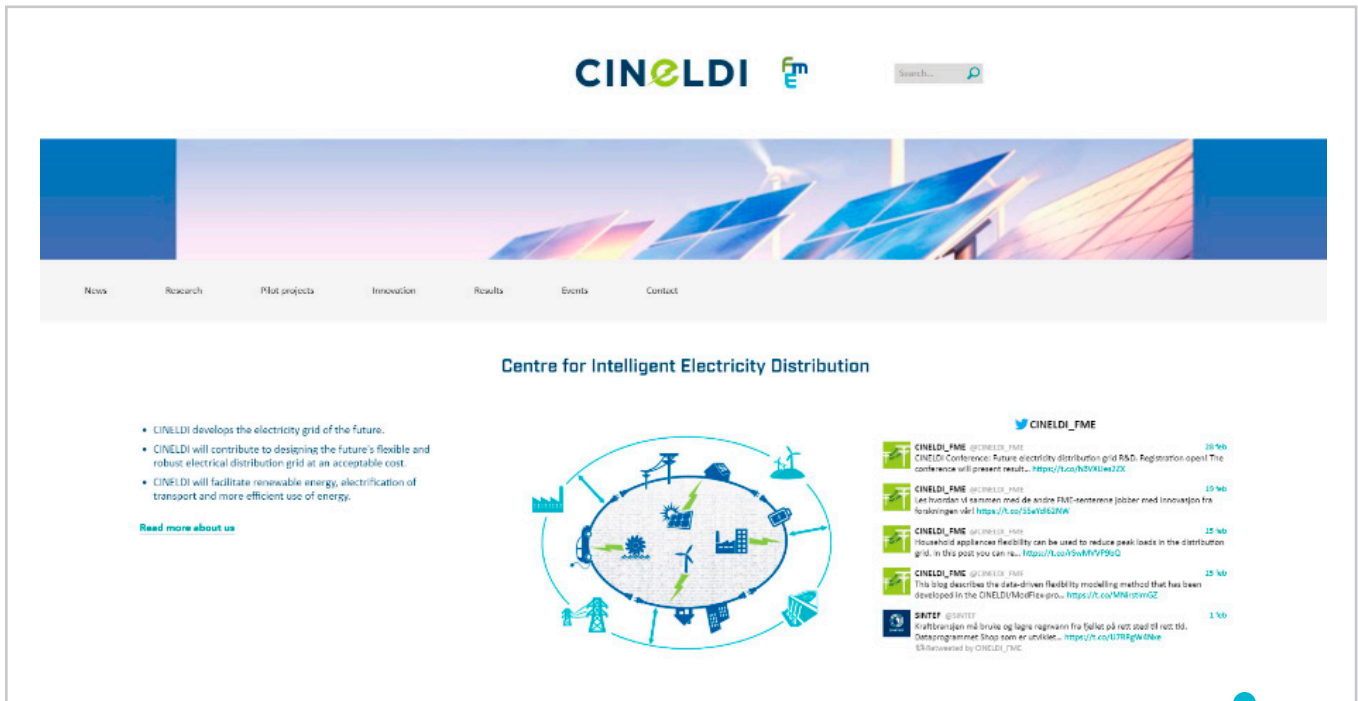 CINELDI FME
Search...
News Research Pilot projects Innovation Results Events Contact
Centre for Intelligent Electricity Distribution
• CINELDI develops the electricity grid of the future.
• CINELDI will contribute to designing the future's flexible and
robust electrical distribution grid at an acceptable cost.
• CINELDI will facilitate renewable energy, electrification of
transport and more efficient use of energy.
Read more about us
CINELDI_FME
CINELDI_FME @CINELDI_FME 28 feb
CINELDI Conference: Future electricity distribution grid R&D. Registration open! The
conference will present result...
CINELDI_FME @CINELDI_FME 19 feb
Les hvordan vi sammen med de andre FME-senterene jobber med innovasjon fra
forskningen vår!
CINELDI_FME @CINELDI_FME 15 feb
Household appliances flexibility can be used to reduce peak loads in the distribution
grid. In this post you can re...
CINELDI_FME @CINELDI_FME 15 feb
This blog describes the data-driven flexibility modelling method that has been
developed in the CINELDI/ModFlex-pro...
SINTEF @SINTEF 1 feb
Kraftbransjen må bruke og lagre regnvann fra fjellet på rett sted til rett tid.
Dataprogrammet Shop som er utviklet...
Retweeted by CINELDI_FME